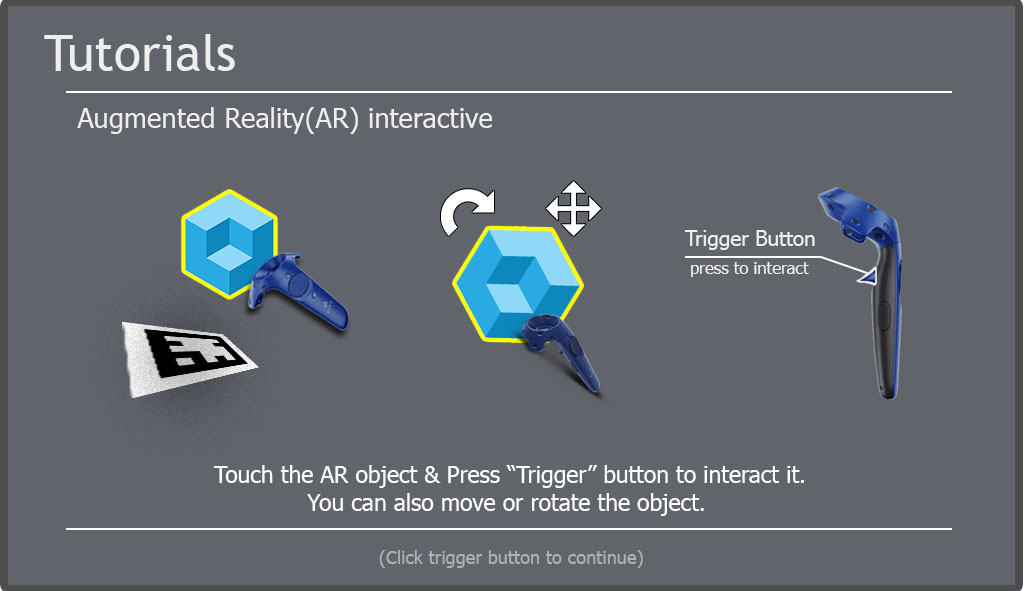 Tutorials
Augmented Reality(AR) interactive
Trigger Button
press to interact
Touch the AR object & Press “Trigger” button to interact it.
You can also move or rotate the object.
(Click trigger button to continue)